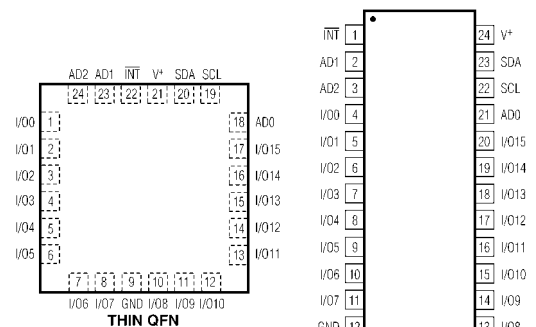 AD2 AD1 INT V+ SDA SCL
24 23 22 21 20 19
I/O0 1 18 AD0
I/O1 2 17 I/O15
I/O2 3 16 I/O14
I/O3 4 15 I/O13
I/O4 5 14 I/O12
I/O5 6 13 I/O11
7 8 9 10 11 12
I/O6 I/O7 GND I/O8 I/O9 I/O10
THIN QFN
INT 1 24 V+
AD1 2 23 SDA
AD2 3 22 SCL
I/O0 4 21 AD0
I/O1 5 20 I/O15
I/O2 6 19 I/O14
I/O3 7 18 I/O13
I/O4 8 17 I/O12
I/O5 9 16 I/O11
I/O6 10 15 I/O10
I/O7 11 14 I/O9
GND 12 13 I/O8